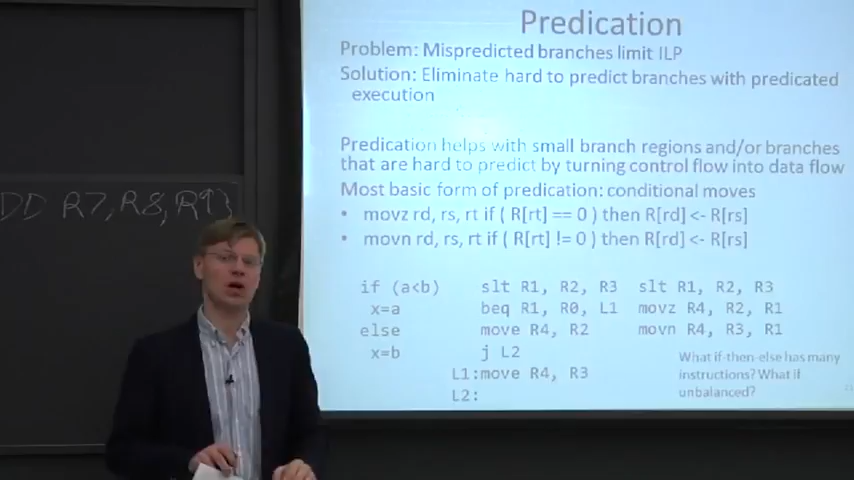 Predication
Problem: Mispredicted branches limit ILP
Solution: Eliminate hard to predict branches with predicated
execution
Predication helps with small branch regions and/or branches
that are hard to predict by turning control flow into data flow
Most basic form of predication: conditional moves
• movz rd, rs, rt if ( R[rt] == 0 ) then R[rd] <- R[rs]
• movn rd, rs, rt if ( R[rt] != 0 ) then R[rd] <- R[rs]
if (a<b) slt R1, R2, R3 slt R1, R2, R3
x=a beq R1, R0, L1 movz R4, R2, R1
else move R4, R2 movn R4, R3, R1
x=b j L2
L1:move R4, R3
L2:
What if-then-else has many
instructions? What if
unbalanced?
DD R7, R8, R9}